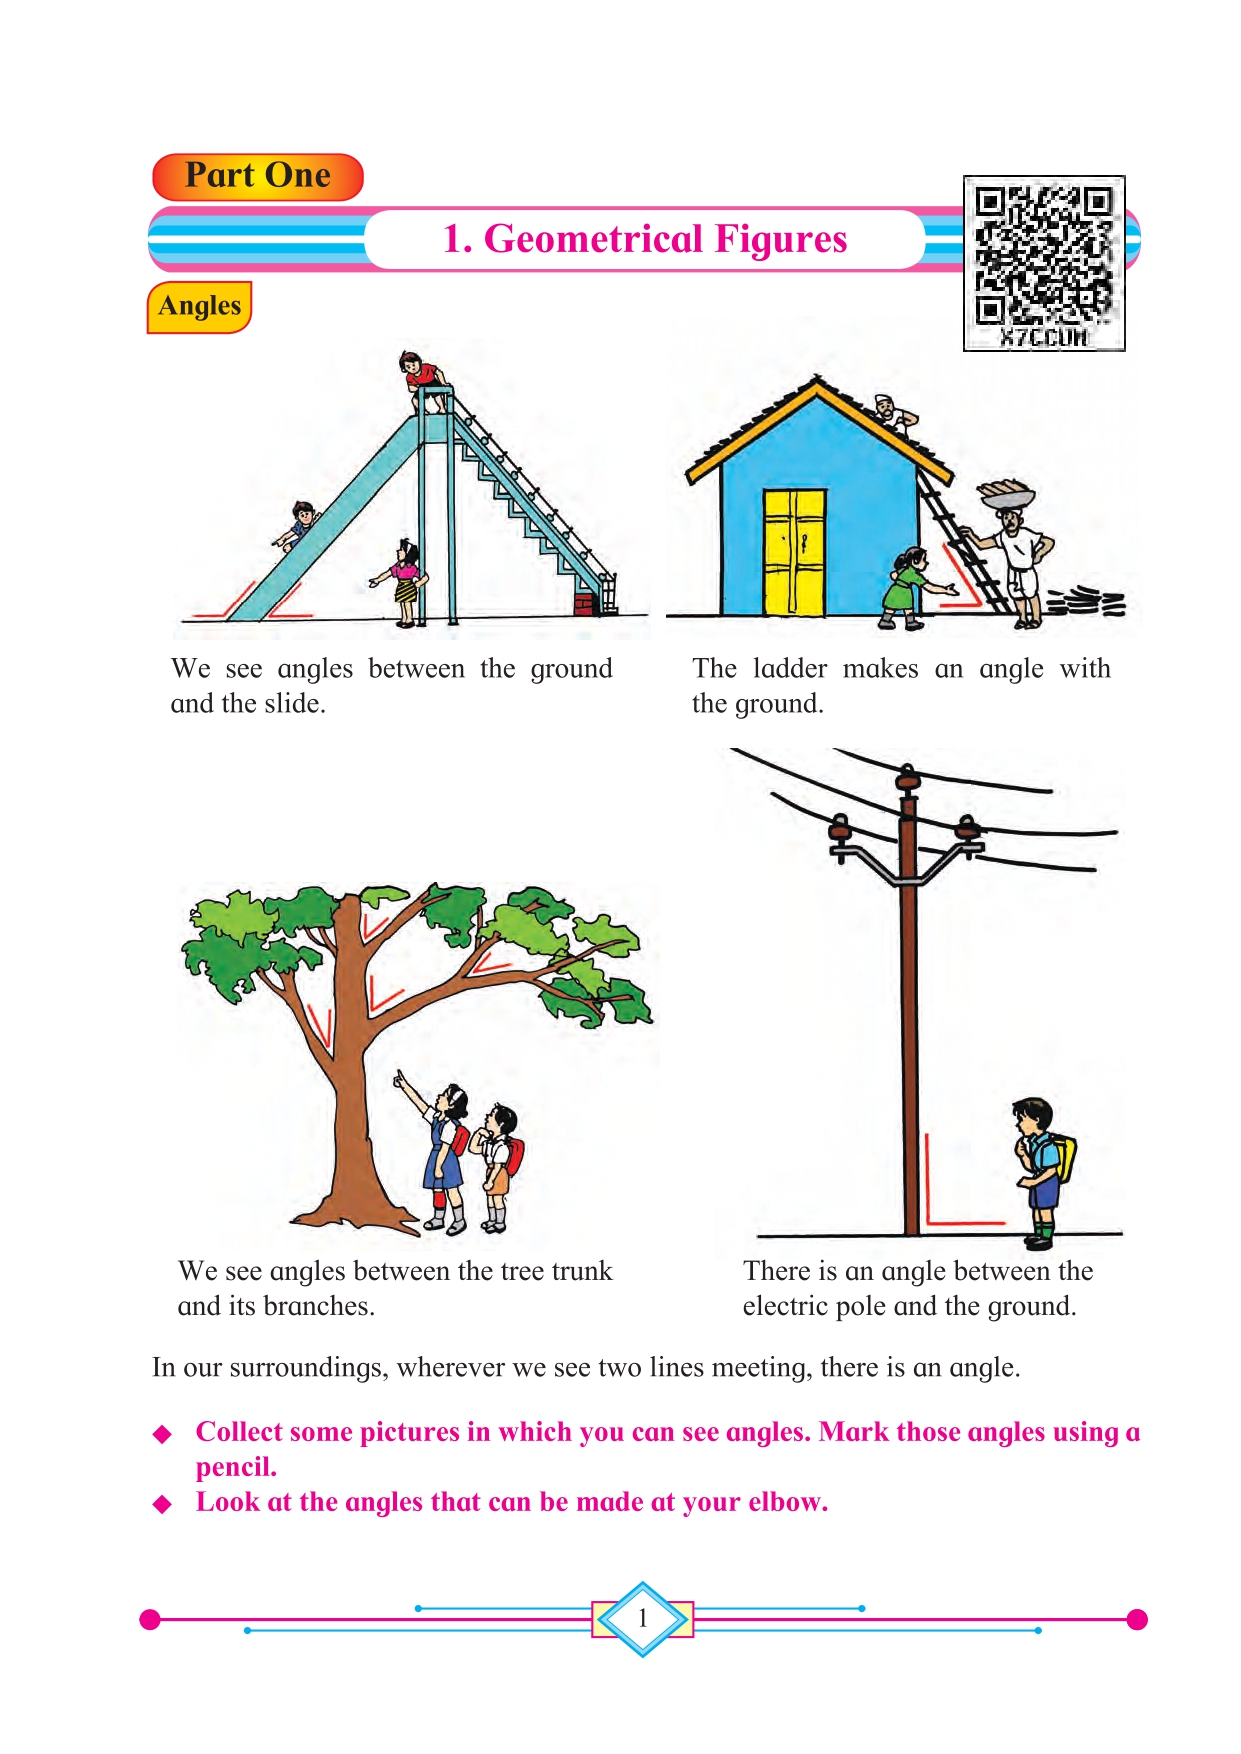 Part One
1. Geometrical Figures
X7CCUM
Angles
We see angles between the ground
and the slide.
The ladder makes an angle with
the ground.
We see angles between the tree trunk
and its branches.
There is an angle between the
electric pole and the ground.
In our surroundings, wherever we see two lines meeting, there is an angle.
◆ Collect some pictures in which you can see angles. Mark those angles using a
pencil.
◆ Look at the angles that can be made at your elbow.
1